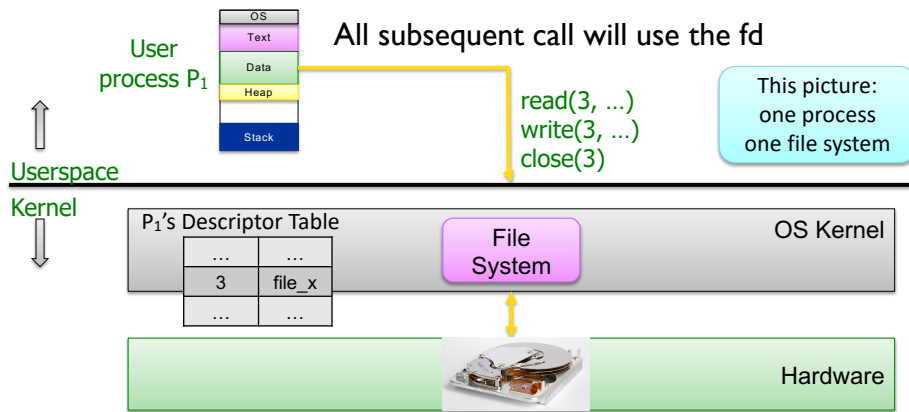 OS
Text
Data
Heap
Stack
User
process P₁
All subsequent call will use the fd
read(3, …)
write(3, …)
close(3)
This picture:
one process
one file system
Userspace
Kernel
P₁'s Descriptor Table
… …
3 file_x
… …
File
System
OS Kernel
Hardware